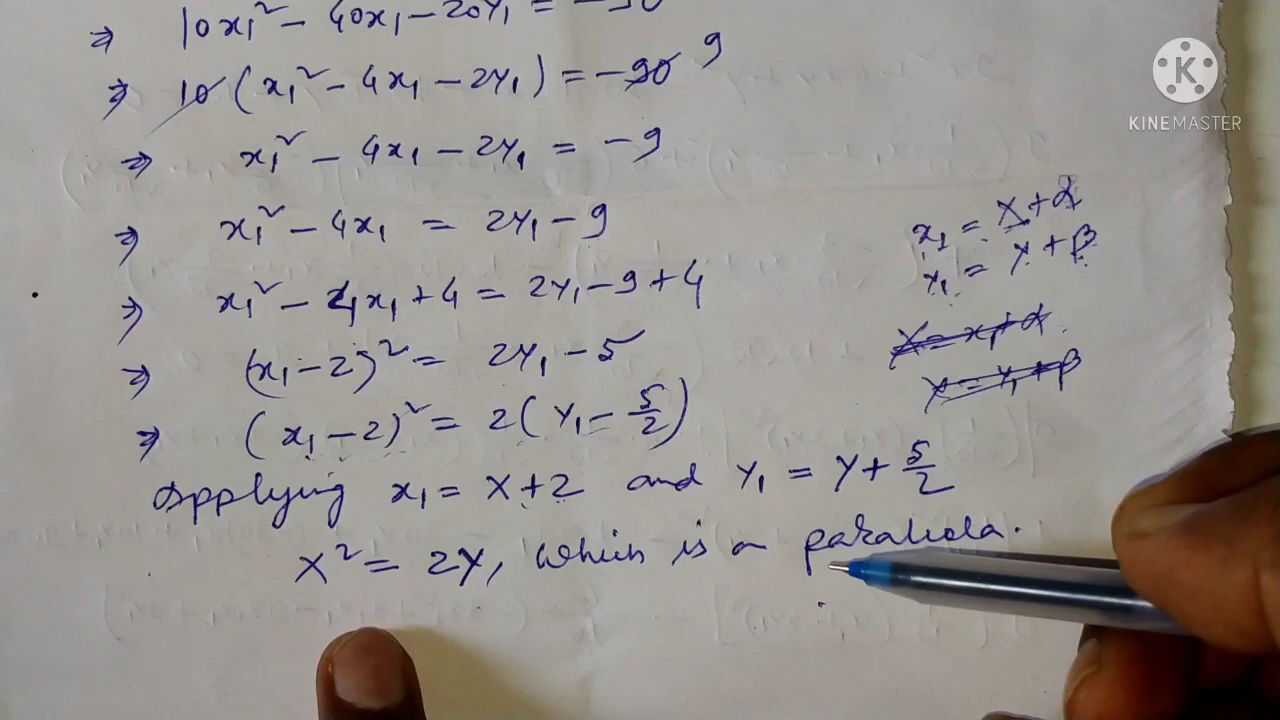 ⇒ 10x₁² - 40x₁ - 20y₁ = -90
⇒ 10 (x₁² - 4x₁ - 2y₁) = -90 9
⇒ x₁² - 4x₁ - 2y₁ = -9
⇒ x₁² - 4x₁ = 2y₁ - 9
⇒ x₁² - 4x₁ + 4 = 2y₁ - 9 + 4
⇒ (x₁ - 2)² = 2y₁ - 5
⇒ (x₁ - 2)² = 2(y₁ - 5/2)
Applying x₁ = X + 2 and y₁ = Y + 5/2
X² = 2Y, which is a parabola.
x₁ = X + α
y₁ = Y + β
X = x₁ + α
Y = y₁ + β
KINEMASTER